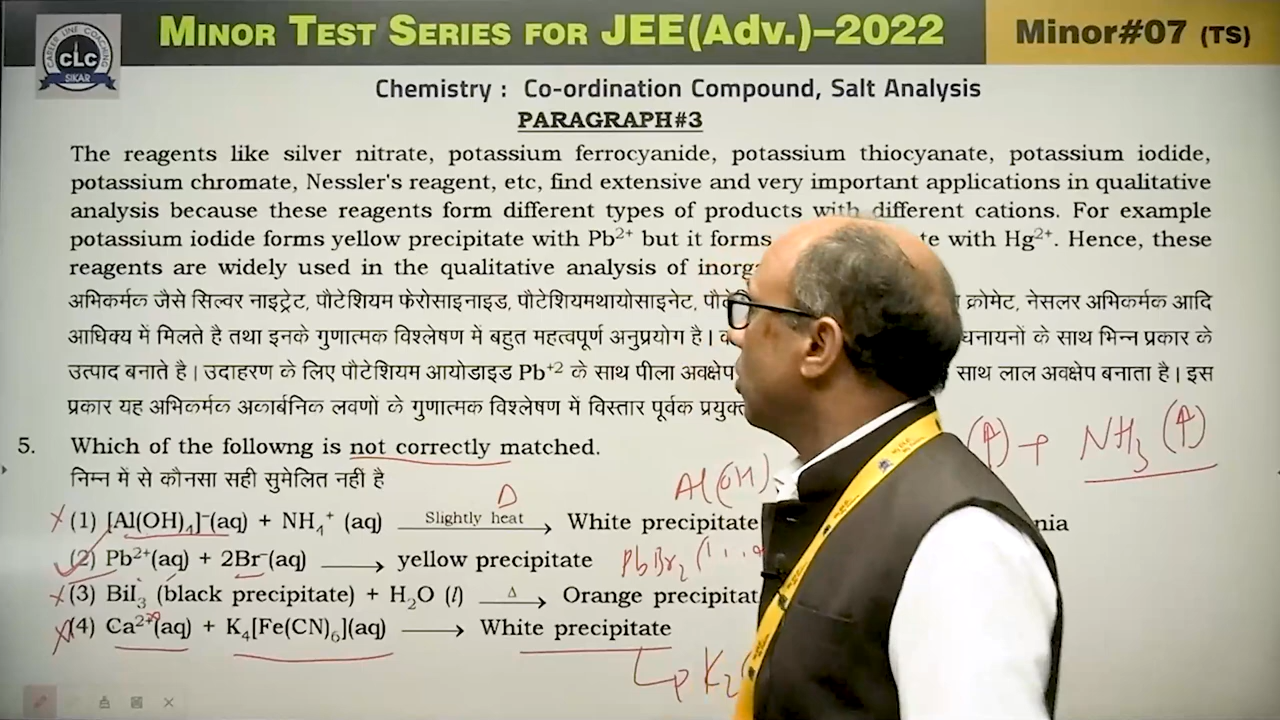 MINOR TEST SERIES FOR JEE(Adv.)–2022
Minor#07 (TS)
CAREER LINE COACHING
CLC
SIKAR
Chemistry : Co-ordination Compound, Salt Analysis
PARAGRAPH#3
The reagents like silver nitrate, potassium ferrocyanide, potassium thiocyanate, potassium iodide,
potassium chromate, Nessler's reagent, etc, find extensive and very important applications in qualitative
analysis because these reagents form different types of products with different cations. For example
potassium iodide forms yellow precipitate with Pb²⁺ but it forms te with Hg²⁺. Hence, these
reagents are widely used in the qualitative analysis of inorg
अभिकर्मक जैसे सिल्वर नाइट्रेट, पौटेशियम फेरोसाइनाइड, पौटेशियमथायोसाइनेट, क्रोमेट, नेसलर अभिकर्मक आदि
आधिक्य में मिलते है तथा इनके गुणात्मक विश्लेषण में बहुत महत्वपूर्ण अनुप्रयोग है। धनायनों के साथ भिन्न प्रकार के
उत्पाद बनाते है। उदाहरण के लिए पौटेशियम आयोडाइड Pb⁺² के साथ पीला अवक्षेप साथ लाल अवक्षेप बनाता है। इस
प्रकार यह अभिकर्मक अकार्बनिक लवणों के गुणात्मक विश्लेषण में विस्तार पूर्वक प्रयुक्त
(↑) + NH₃ (↑)
5. Which of the followng is not correctly matched.
निम्न में से कौनसा सही सुमेलित नहीं है
Δ Al(OH)
(1) [Al(OH)₄]⁻(aq) + NH₄⁺ (aq) Slightly heat ⟶ White precipitate nia
(2) Pb²⁺(aq) + 2Br⁻(aq) ⟶ yellow precipitate PbBr₂
(3) BiI₃ (black precipitate) + H₂O (l) Δ ⟶ Orange precipitat
(4) Ca²⁺(aq) + K₄[Fe(CN)₆](aq) ⟶ White precipitate
K₂